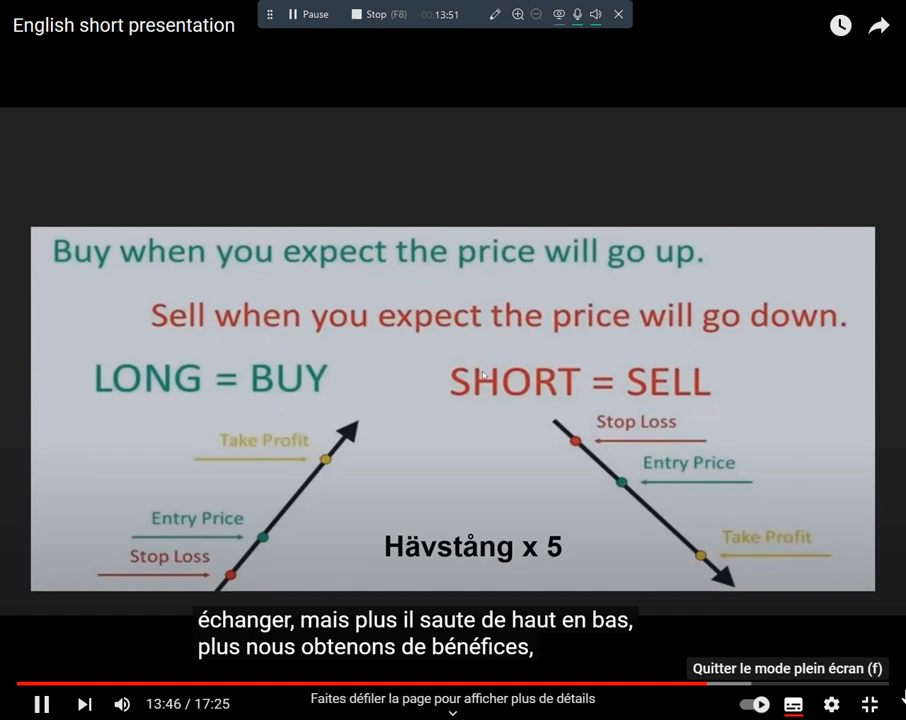 Pause
Stop (F8)
00:13:51
English short presentation
Buy when you expect the price will go up.
Sell when you expect the price will go down.
LONG = BUY
SHORT = SELL
Take Profit
Entry Price
Stop Loss
Stop Loss
Entry Price
Take Profit
Hävstång x 5
échanger, mais plus il saute de haut en bas,
plus nous obtenons de bénéfices,
Quitter le mode plein écran (f)
13:46 / 17:25
Faites défiler la page pour afficher plus de détails